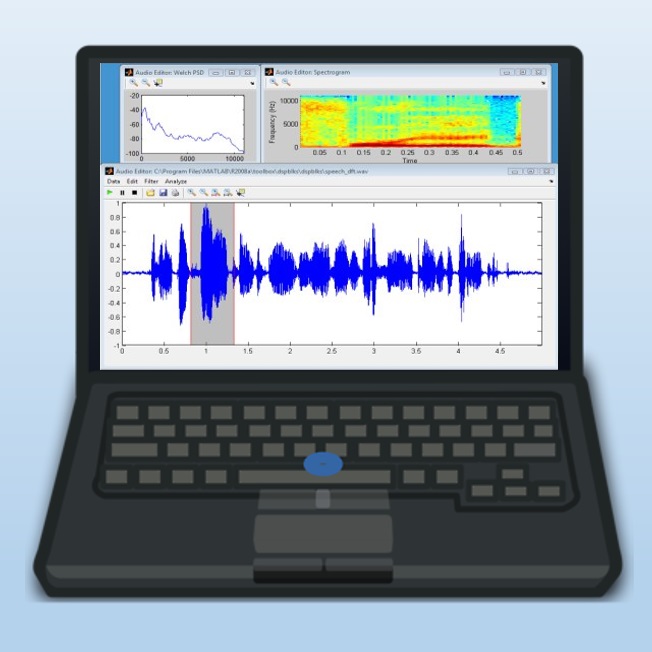 Audio Editor: Welch PSD
-20
-40
-60
-80
-100
0 5000 10000
Audio Editor: Spectrogram
Frequency (Hz)
10000
5000
0
0.05 0.1 0.15 0.2 0.25 0.3 0.35 0.4 0.45 0.5
Time
Audio Editor: C:\Program Files\MATLAB\R2008a\toolbox\dspblks\dspblks\speech_dft.wav
Data Edit Filter Analyze
1
0.8
0.6
0.4
0.2
0
-0.2
-0.4
-0.6
-0.8
-1
0 0.5 1 1.5 2 2.5 3 3.5 4 4.5